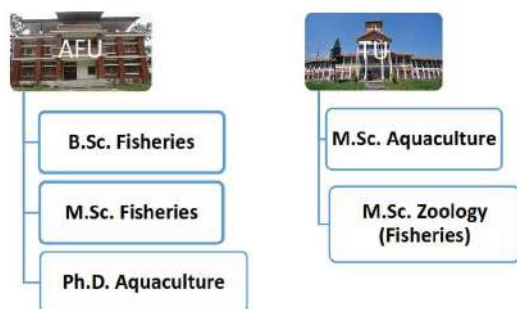 AFU
B.Sc. Fisheries
M.Sc. Fisheries
Ph.D. Aquaculture
TU
M.Sc. Aquaculture
M.Sc. Zoology
(Fisheries)